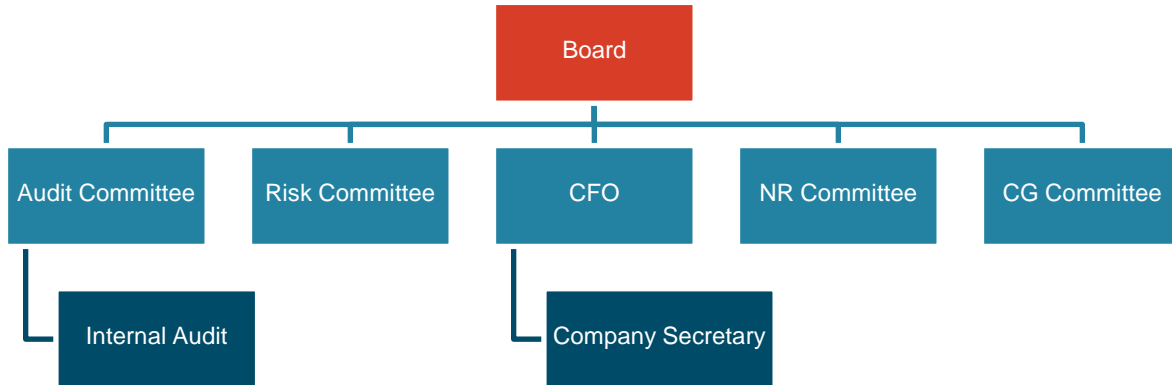 Board
Audit Committee
Risk Committee
CFO
NR Committee
CG Committee
Internal Audit
Company Secretary